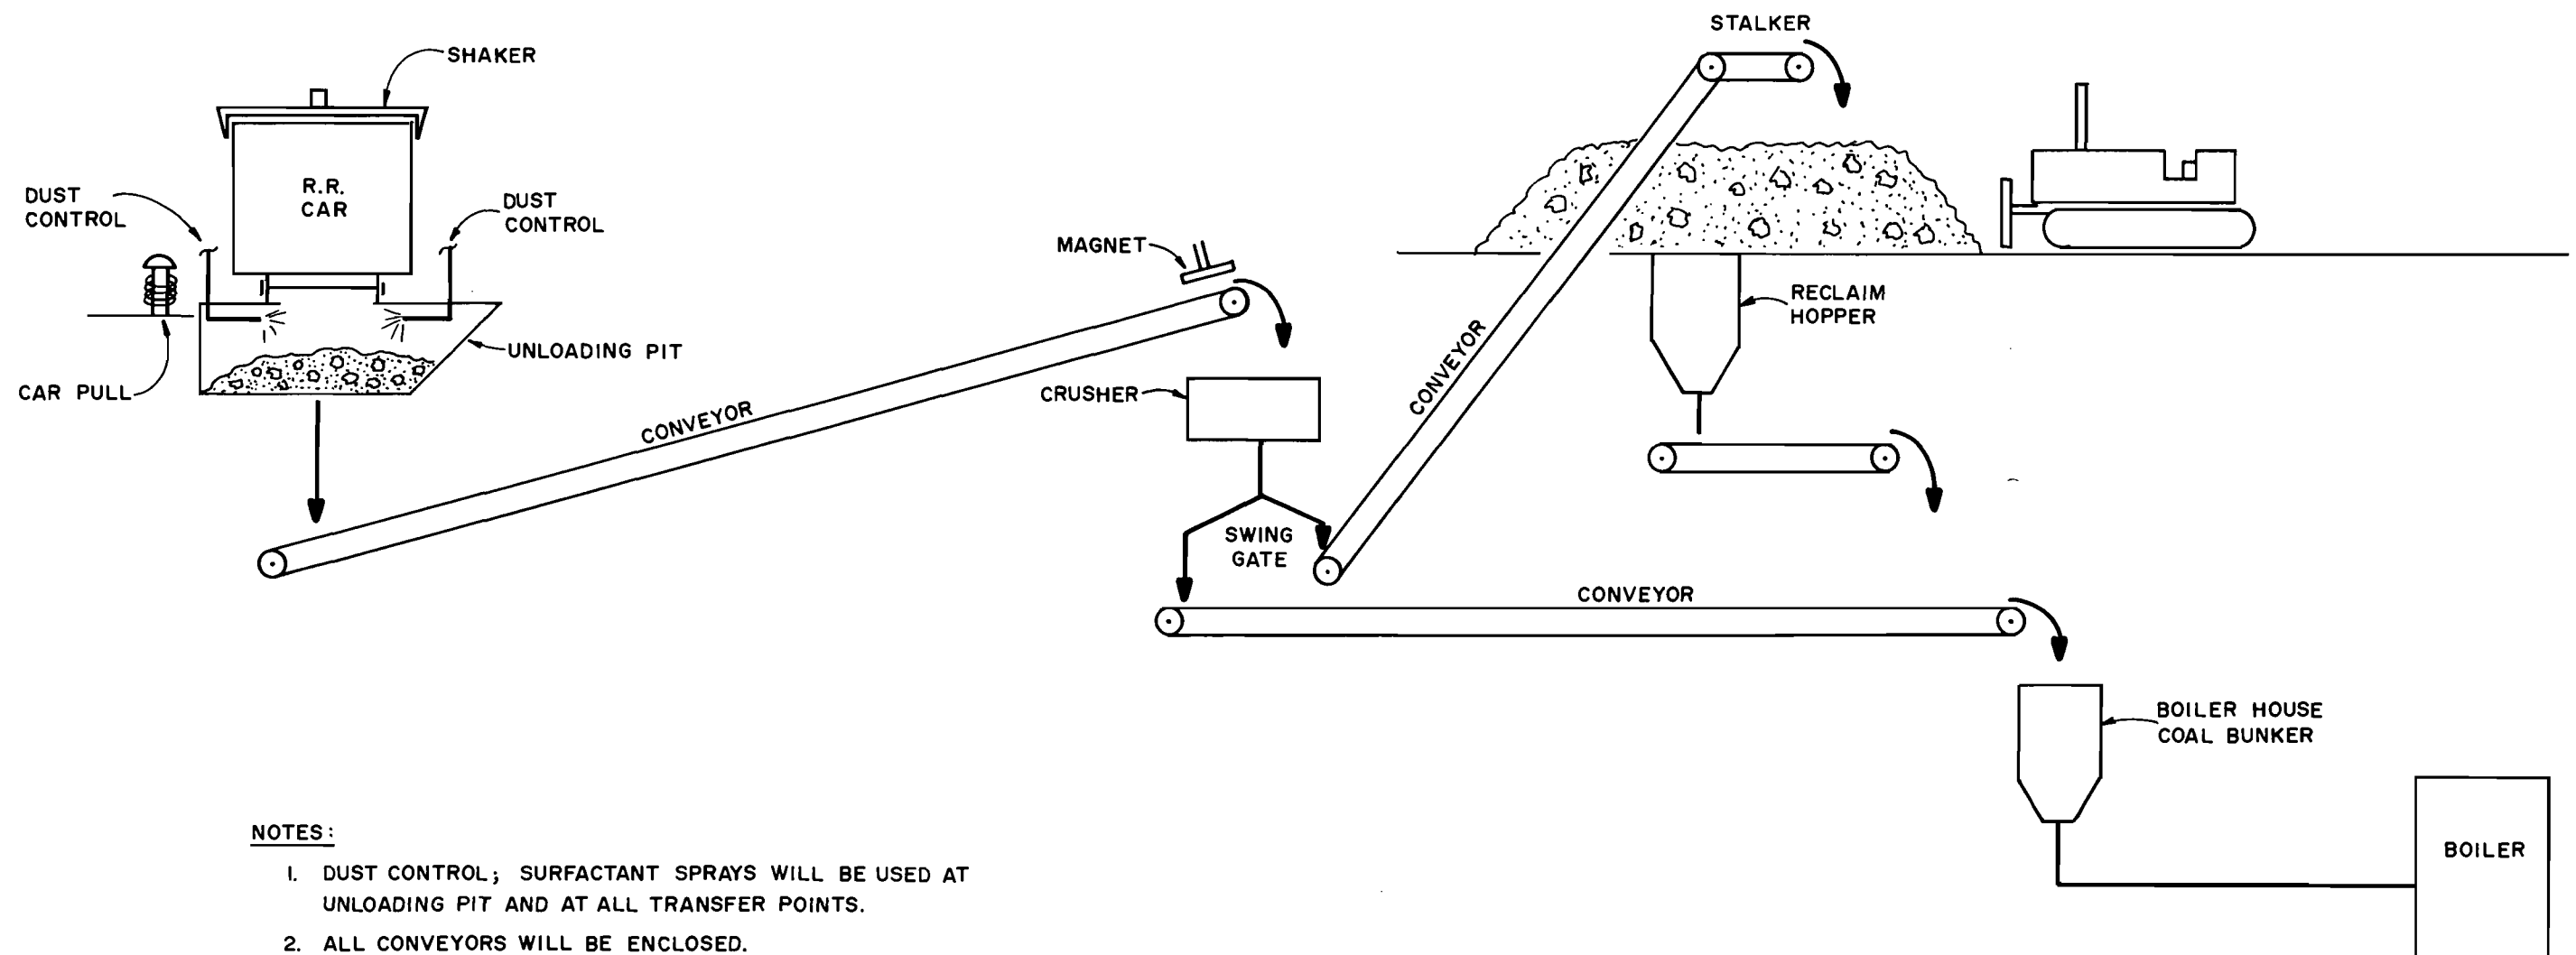 STALKER
SHAKER
R.R.
CAR
DUST
CONTROL
DUST
CONTROL
MAGNET
RECLAIM
HOPPER
UNLOADING PIT
CAR PULL
CRUSHER
CONVEYOR
CONVEYOR
SWING
GATE
CONVEYOR
BOILER HOUSE
COAL BUNKER
BOILER
NOTES:
1. DUST CONTROL; SURFACTANT SPRAYS WILL BE USED AT
UNLOADING PIT AND AT ALL TRANSFER POINTS.
2. ALL CONVEYORS WILL BE ENCLOSED.